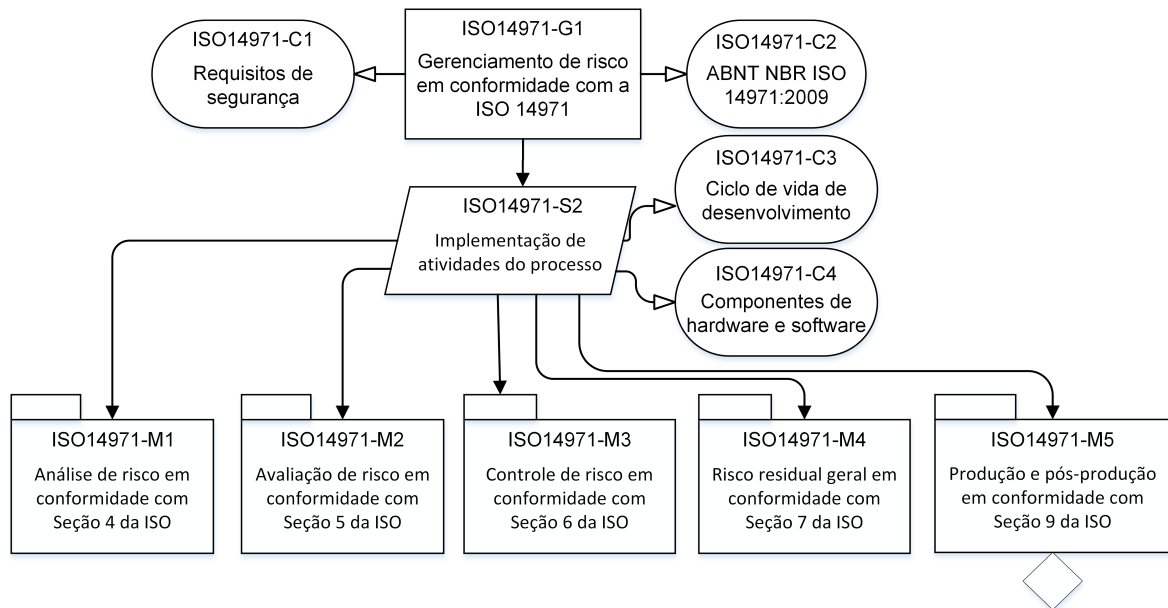 ISO14971-C1
Requisitos de
segurança
ISO14971-G1
Gerenciamento de risco
em conformidade com a
ISO 14971
ISO14971-C2
ABNT NBR ISO
14971:2009
ISO14971-S2
Implementação de
atividades do processo
ISO14971-C3
Ciclo de vida de
desenvolvimento
ISO14971-C4
Componentes de
hardware e software
ISO14971-M1
Análise de risco em
conformidade com
Seção 4 da ISO
ISO14971-M2
Avaliação de risco em
conformidade com
Seção 5 da ISO
ISO14971-M3
Controle de risco em
conformidade com
Seção 6 da ISO
ISO14971-M4
Risco residual geral em
conformidade com
Seção 7 da ISO
ISO14971-M5
Produção e pós-produção
em conformidade com
Seção 9 da ISO